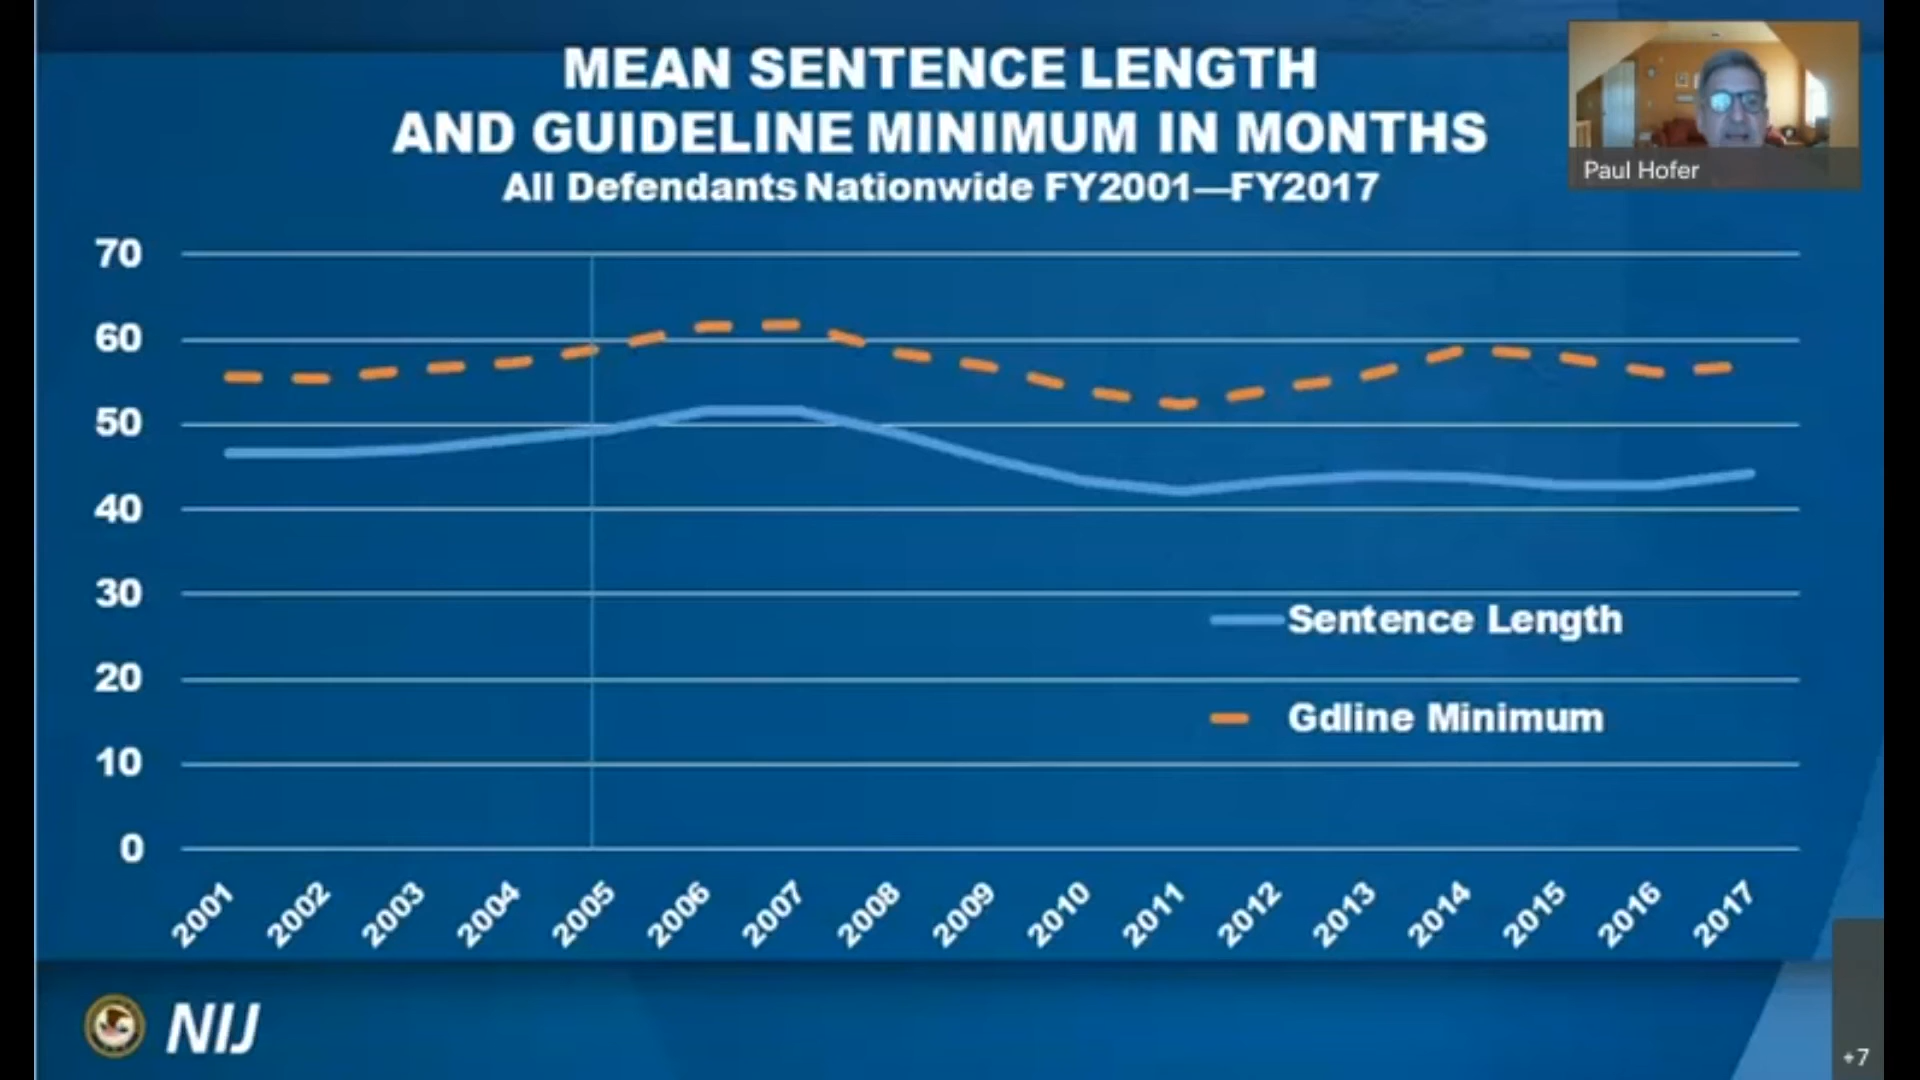 MEAN SENTENCE LENGTH
AND GUIDELINE MINIMUM IN MONTHS
All Defendants Nationwide FY2001—FY2017
Paul Hofer
70
60
50
40
30
20
10
0
Sentence Length
Gdline Minimum
2001 2002 2003 2004 2005 2006 2007 2008 2009 2010 2011 2012 2013 2014 2015 2016 2017
NIJ
+7